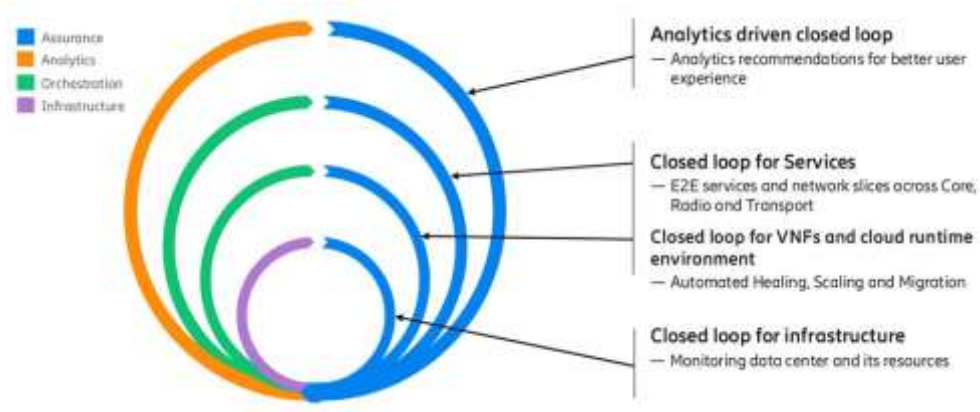 Assurance
Analytics
Orchestration
Infrastructure
Analytics driven closed loop
— Analytics recommendations for better user
experience
Closed loop for Services
— E2E services and network slices across Core,
Radio and Transport
Closed loop for VNFs and cloud runtime
environment
— Automated Healing, Scaling and Migration
Closed loop for infrastructure
— Monitoring data center and its resources